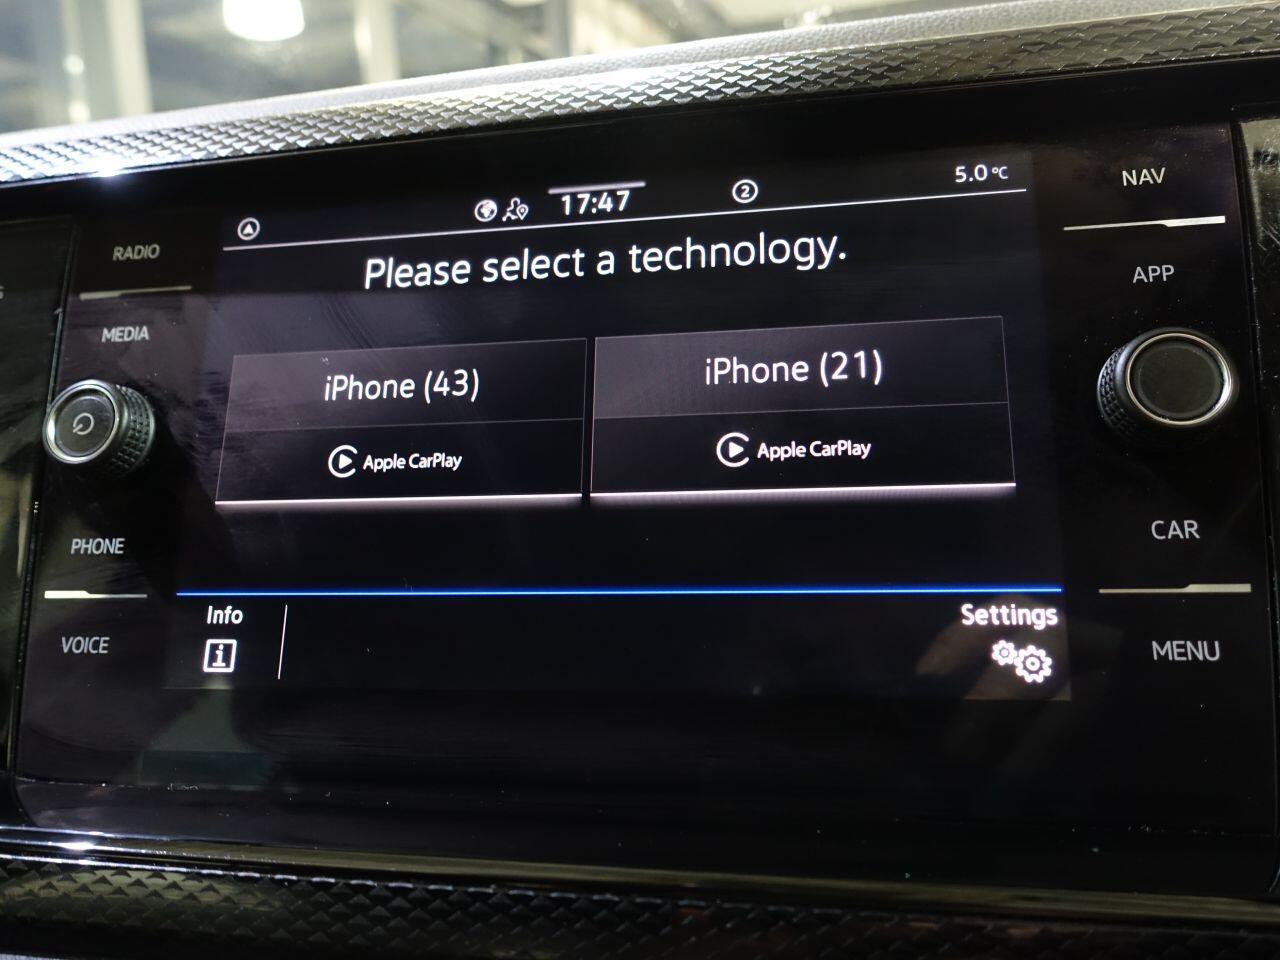 17:47
2
5.0°C
NAV
RADIO
Please select a technology.
APP
MEDIA
iPhone (43)
iPhone (21)
Apple CarPlay
Apple CarPlay
PHONE
CAR
Info
Settings
VOICE
MENU